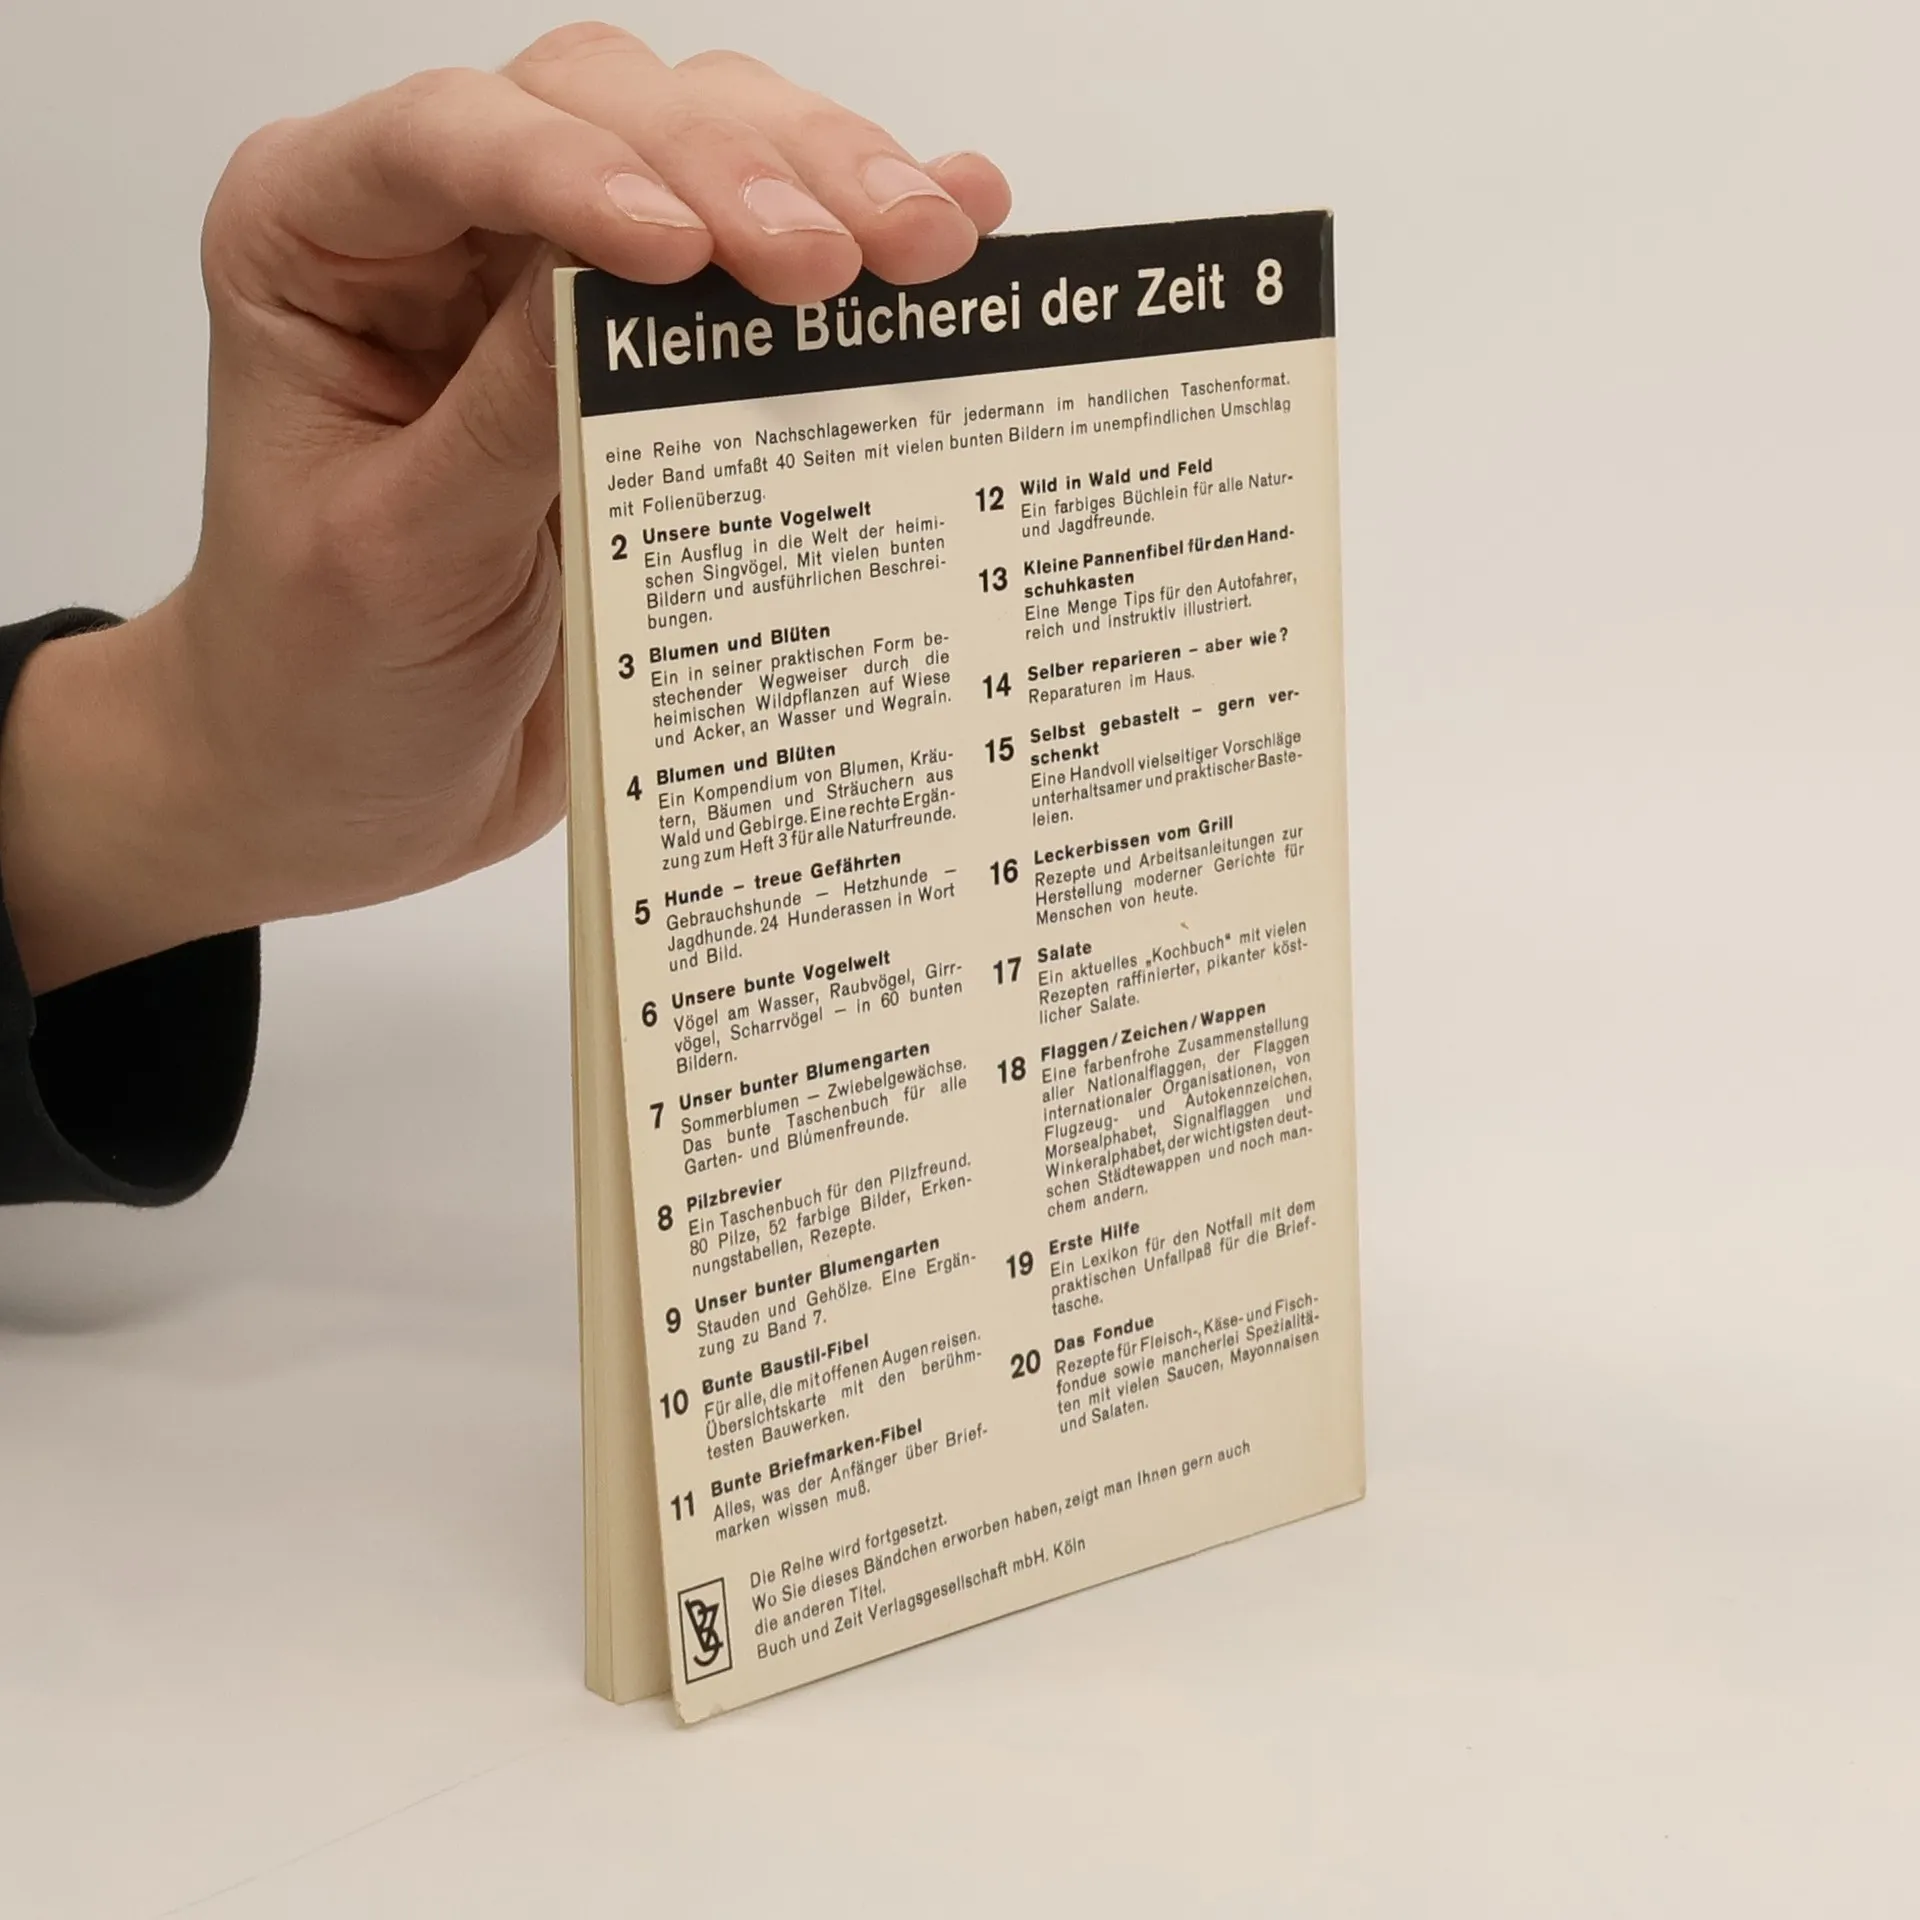 Kleine Bücherei der Zeit 8
eine Reihe von Nachschlagewerken für jedermann im handlichen Taschenformat.
Jeder Band umfaßt 40 Seiten mit vielen bunten Bildern im unempfindlichen Umschlag
mit Folienüberzug.
2 Unsere bunte Vogelwelt
Ein Ausflug in die Welt der heimi-
schen Singvögel. Mit vielen bunten
Bildern und ausführlichen Beschrei-
bungen.
3 Blumen und Blüten
Ein in seiner praktischen Form be-
stechender Wegweiser durch die
heimischen Wildpflanzen auf Wiese
und Acker, an Wasser und Wegrain.
4 Blumen und Blüten
Ein Kompendium von Blumen, Kräu-
tern, Bäumen und Sträuchern aus
Wald und Gebirge. Eine rechte Ergän-
zung zum Heft 3 für alle Naturfreunde.
5 Hunde – treue Gefährten
Gebrauchshunde – Hetzhunde –
Jagdhunde. 24 Hunderassen in Wort
und Bild.
6 Unsere bunte Vogelwelt
Vögel am Wasser, Raubvögel, Girr-
vögel, Scharrvögel – in 60 bunten
Bildern.
7 Unser bunter Blumengarten
Sommerblumen – Zwiebelgewächse.
Das bunte Taschenbuch für alle
Garten- und Blumenfreunde.
8 Pilzbrevier
Ein Taschenbuch für den Pilzfreund.
80 Pilze, 52 farbige Bilder, Erken-
nungstabellen, Rezepte.
9 Unser bunter Blumengarten
Stauden und Gehölze. Eine Ergän-
zung zu Band 7.
10 Bunte Baustil-Fibel
Für alle, die mit offenen Augen reisen.
Übersichtskarte mit den berühm-
testen Bauwerken.
11 Bunte Briefmarken-Fibel
Alles, was der Anfänger über Brief-
marken wissen muß.
12 Wild in Wald und Feld
Ein farbiges Büchlein für alle Natur-
und Jagdfreunde.
13 Kleine Pannenfibel für den Hand-
schuhkasten
Eine Menge Tips für den Autofahrer,
reich und instruktiv illustriert.
14 Selber reparieren – aber wie?
Reparaturen im Haus.
15 Selbst gebastelt – gern ver-
schenkt
Eine Handvoll vielseitiger Vorschläge
unterhaltsamer und praktischer Baste-
leien.
16 Leckerbissen vom Grill
Rezepte und Arbeitsanleitungen zur
Herstellung moderner Gerichte für
Menschen von heute.
17 Salate
Ein aktuelles „Kochbuch“ mit vielen
Rezepten raffinierter, pikanter köst-
licher Salate.
18 Flaggen/Zeichen/Wappen
Eine farbenfrohe Zusammenstellung
aller Nationalflaggen, der Flaggen
internationaler Organisationen, von
Flugzeug- und Autokennzeichen,
Morsealphabet, Signalflaggen und
Winkeralphabet, der wichtigsten deut-
schen Städtewappen und noch man-
chem andern.
19 Erste Hilfe
Ein Lexikon für den Notfall mit dem
praktischen Unfallpaß für die Brief-
tasche.
20 Das Fondue
Rezepte für Fleisch-, Käse- und Fisch-
fondue sowie mancherlei Spezialitä-
ten mit vielen Saucen, Mayonnaisen
und Salaten.
Die Reihe wird fortgesetzt.
Wo Sie dieses Bändchen erworben haben, zeigt man Ihnen gern auch
die anderen Titel.
Buch und Zeit Verlagsgesellschaft mbH. Köln